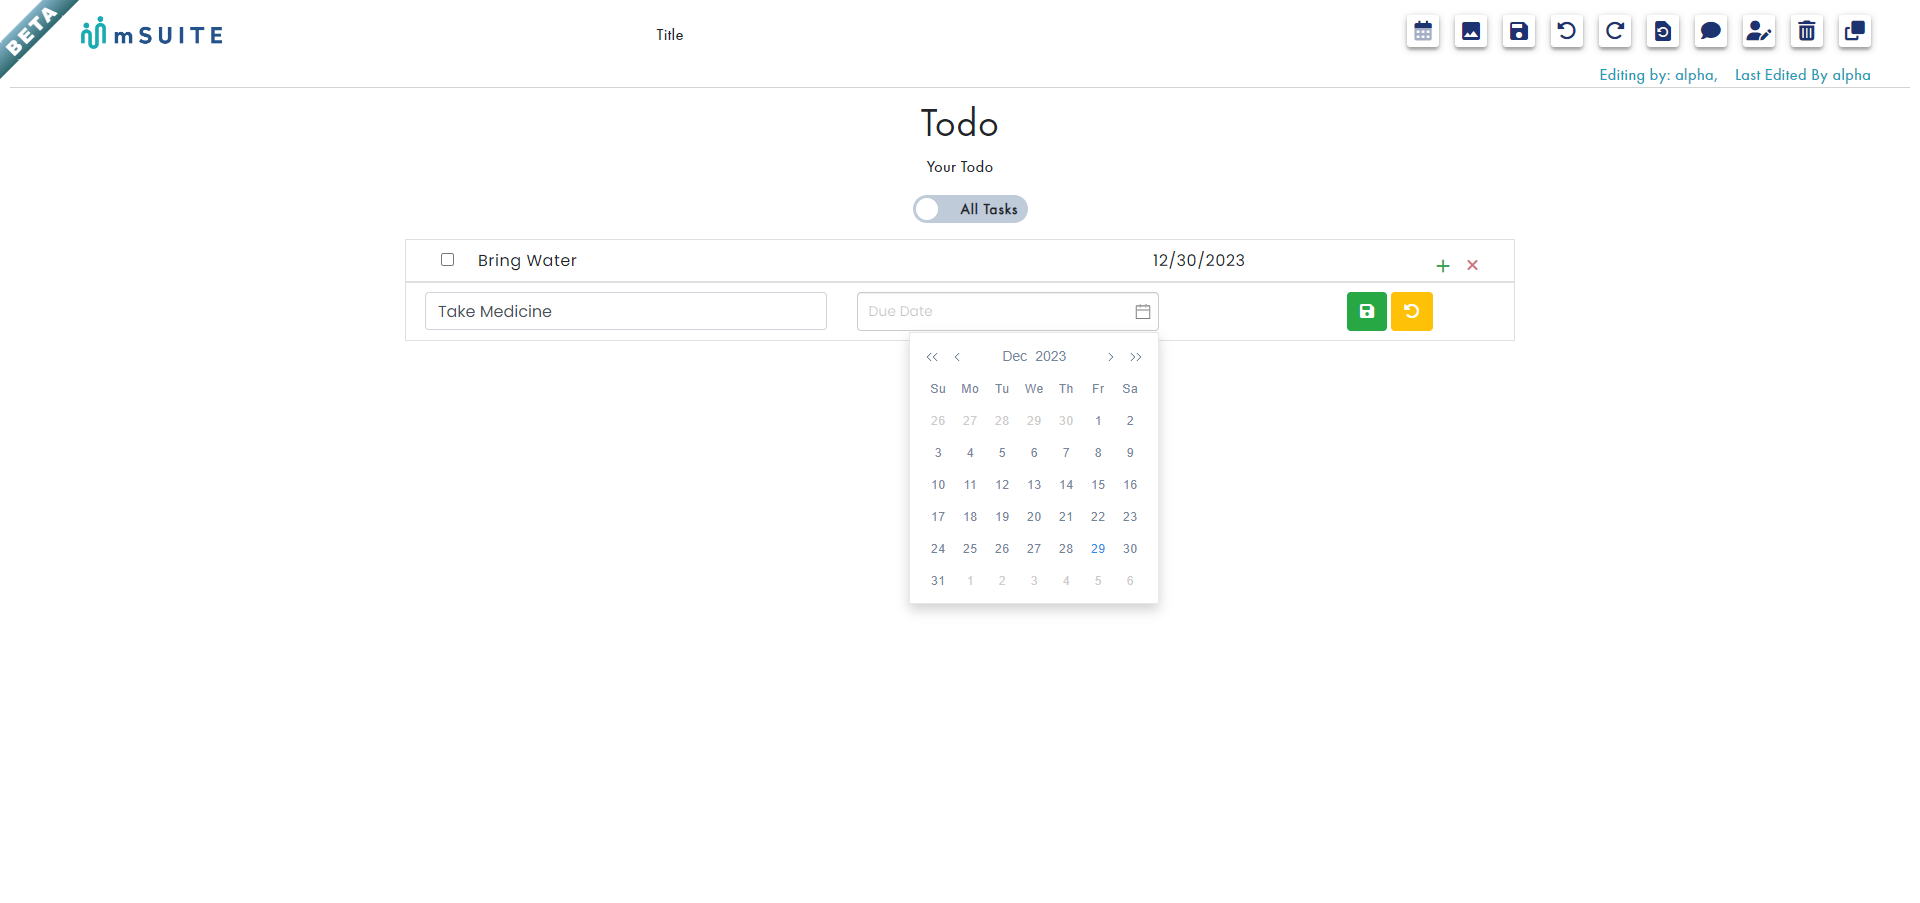 BETA
mSUITE
Title
Editing by: alpha, Last Edited By alpha
Todo
Your Todo
All Tasks
Bring Water 12/30/2023
Take Medicine Due Date
Dec 2023
Su Mo Tu We Th Fr Sa
26 27 28 29 30 1 2
3 4 5 6 7 8 9
10 11 12 13 14 15 16
17 18 19 20 21 22 23
24 25 26 27 28 29 30
31 1 2 3 4 5 6